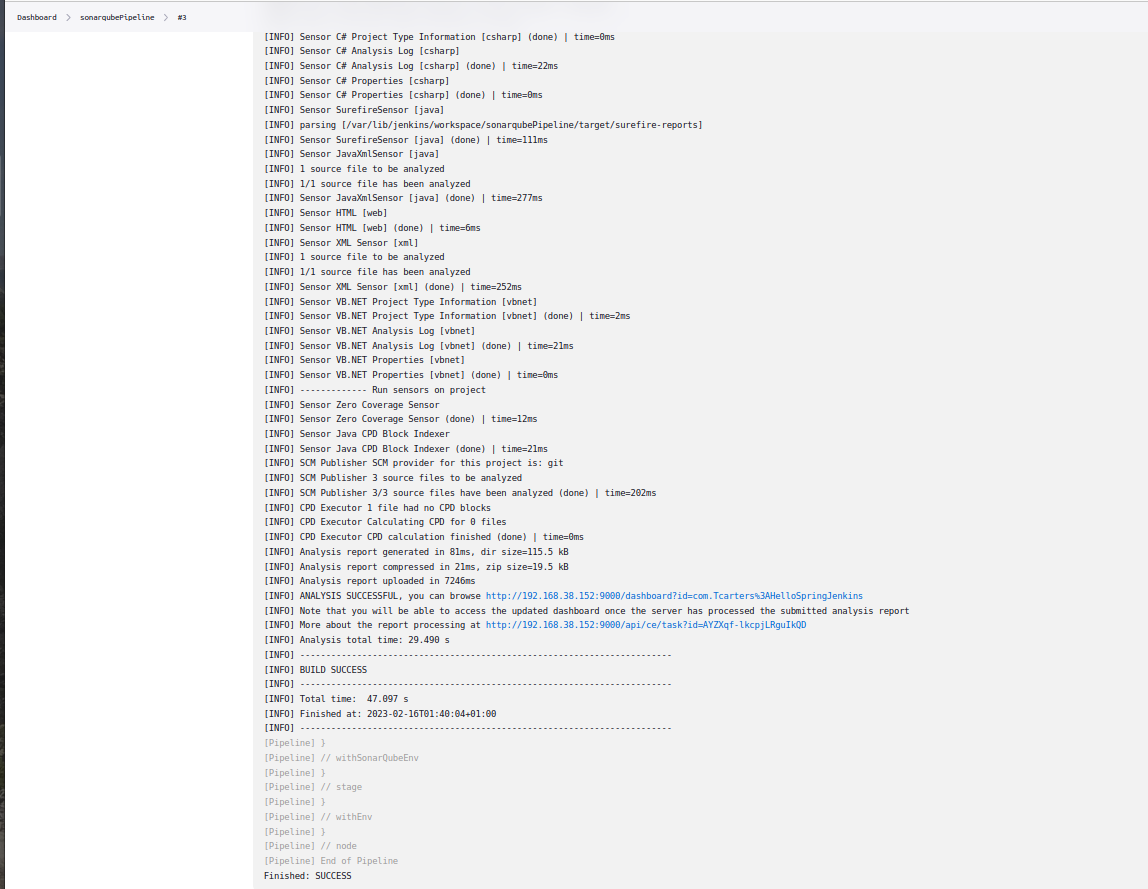 Dashboard > sonarqubePipeline > #3
[INFO] Sensor C# Project Type Information [csharp] (done) | time=0ms
[INFO] Sensor C# Analysis Log [csharp]
[INFO] Sensor C# Analysis Log [csharp] (done) | time=22ms
[INFO] Sensor C# Properties [csharp]
[INFO] Sensor C# Properties [csharp] (done) | time=0ms
[INFO] Sensor SurefireSensor [java]
[INFO] parsing [/var/lib/jenkins/workspace/sonarqubePipeline/target/surefire-reports]
[INFO] Sensor SurefireSensor [java] (done) | time=111ms
[INFO] Sensor JavaXmlSensor [java]
[INFO] 1 source file to be analyzed
[INFO] 1/1 source file has been analyzed
[INFO] Sensor JavaXmlSensor [java] (done) | time=277ms
[INFO] Sensor HTML [web]
[INFO] Sensor HTML [web] (done) | time=6ms
[INFO] Sensor XML Sensor [xml]
[INFO] 1 source file to be analyzed
[INFO] 1/1 source file has been analyzed
[INFO] Sensor XML Sensor [xml] (done) | time=252ms
[INFO] Sensor VB.NET Project Type Information [vbnet]
[INFO] Sensor VB.NET Project Type Information [vbnet] (done) | time=2ms
[INFO] Sensor VB.NET Analysis Log [vbnet]
[INFO] Sensor VB.NET Analysis Log [vbnet] (done) | time=21ms
[INFO] Sensor VB.NET Properties [vbnet]
[INFO] Sensor VB.NET Properties [vbnet] (done) | time=0ms
[INFO] ------------- Run sensors on project
[INFO] Sensor Zero Coverage Sensor
[INFO] Sensor Zero Coverage Sensor (done) | time=12ms
[INFO] Sensor Java CPD Block Indexer
[INFO] Sensor Java CPD Block Indexer (done) | time=21ms
[INFO] SCM Publisher SCM provider for this project is: git
[INFO] SCM Publisher 3 source files to be analyzed
[INFO] SCM Publisher 3/3 source files have been analyzed (done) | time=202ms
[INFO] CPD Executor 1 file had no CPD blocks
[INFO] CPD Executor Calculating CPD for 0 files
[INFO] CPD Executor CPD calculation finished (done) | time=0ms
[INFO] Analysis report generated in 81ms, dir size=115.5 kB
[INFO] Analysis report compressed in 21ms, zip size=19.5 kB
[INFO] Analysis report uploaded in 7246ms
[INFO] ANALYSIS SUCCESSFUL, you can browse http://192.168.38.152:9000/dashboard?id=com.Tcarters%3AHelloSpringJenkins
[INFO] Note that you will be able to access the updated dashboard once the server has processed the submitted analysis report
[INFO] More about the report processing at http://192.168.38.152:9000/api/ce/task?id=AYZXqf-lkcpjLRguIkQD
[INFO] Analysis total time: 29.490 s
[INFO] ------------------------------------------------------------------------
[INFO] BUILD SUCCESS
[INFO] ------------------------------------------------------------------------
[INFO] Total time:  47.097 s
[INFO] Finished at: 2023-02-16T01:40:04+01:00
[INFO] ------------------------------------------------------------------------
[Pipeline] }
[Pipeline] // withSonarQubeEnv
[Pipeline] }
[Pipeline] // stage
[Pipeline] }
[Pipeline] // withEnv
[Pipeline] }
[Pipeline] // node
[Pipeline] End of Pipeline
Finished: SUCCESS